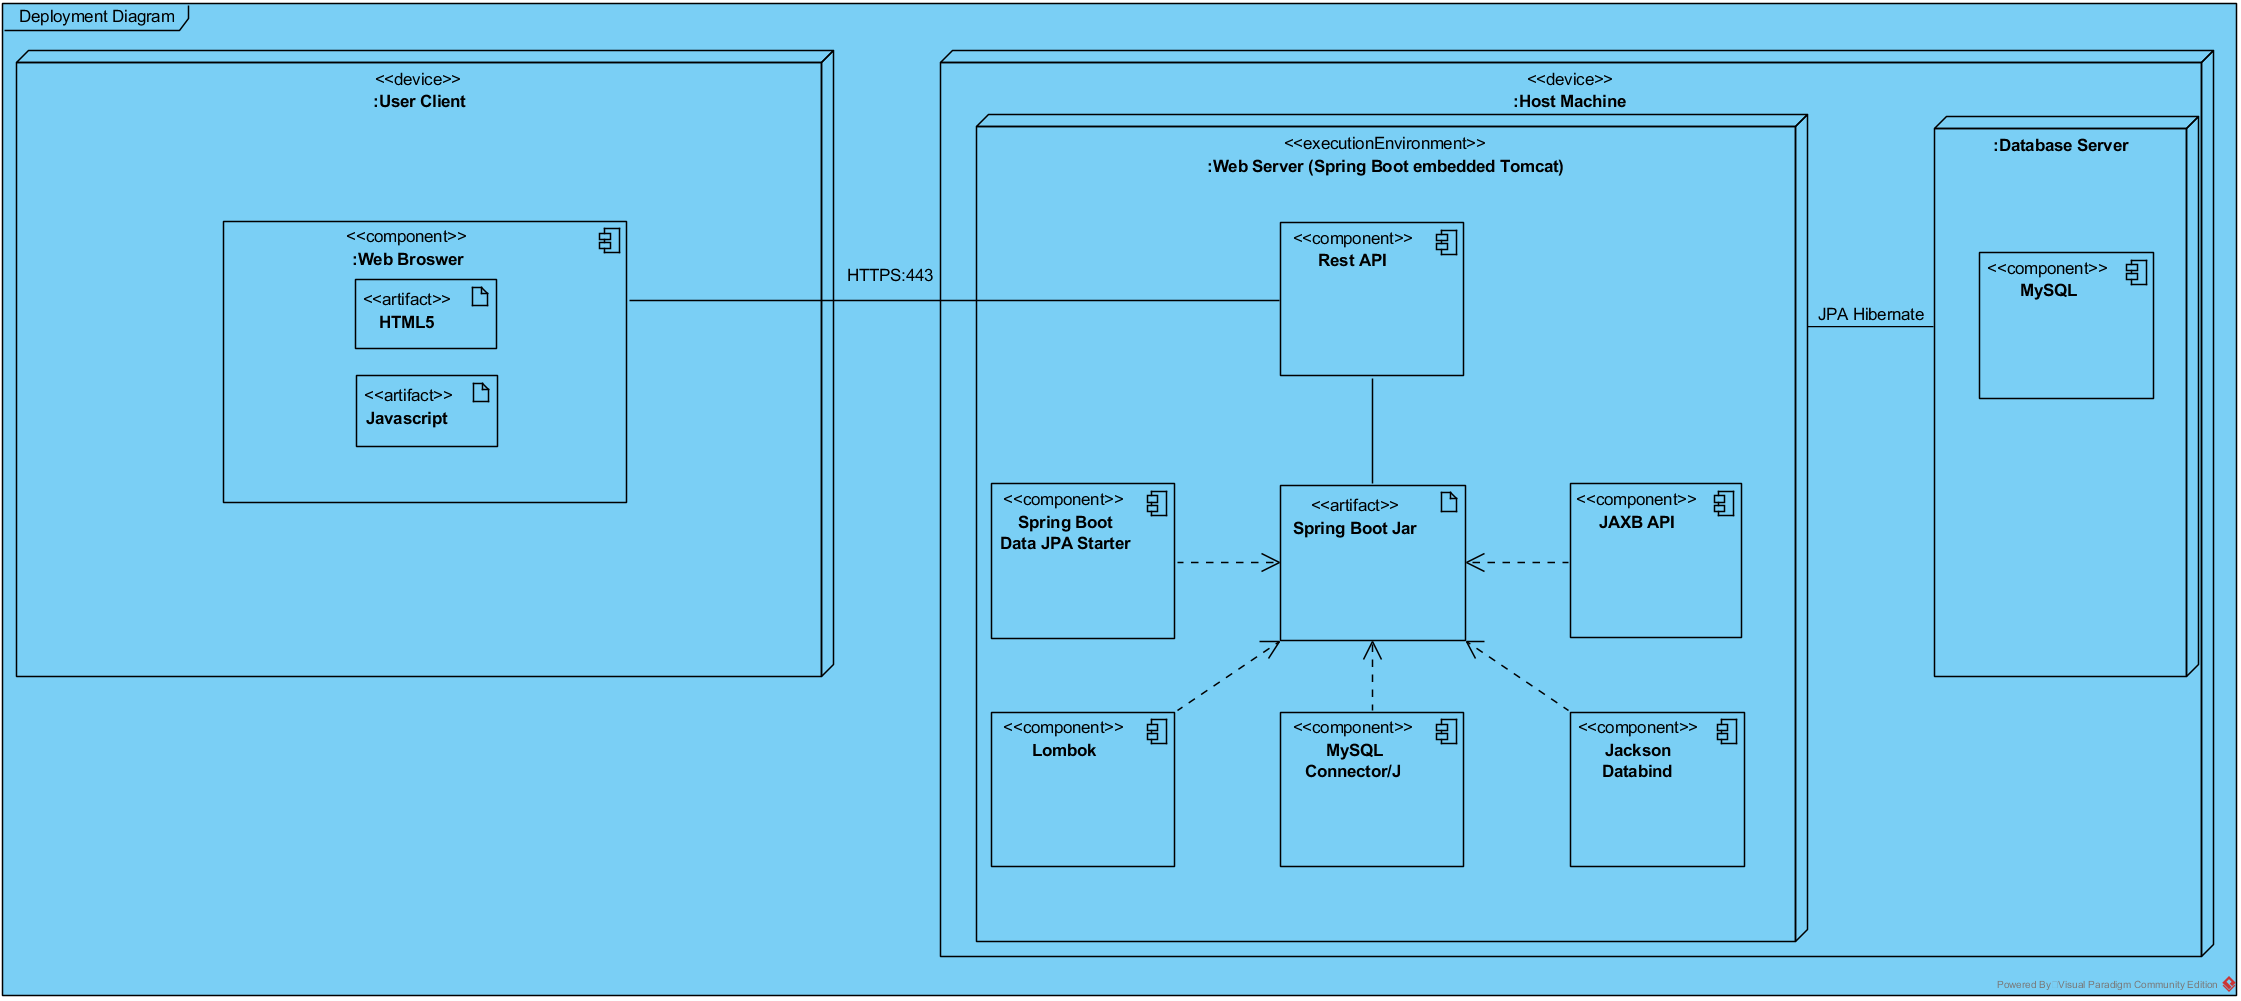 Deployment Diagram
<<device>>
:User Client
<<component>>
:Web Broswer
<<artifact>>
HTML5
<<artifact>>
Javascript
HTTPS:443
<<device>>
:Host Machine
<<executionEnvironment>>
:Web Server (Spring Boot embedded Tomcat)
<<component>>
Rest API
<<component>>
Spring Boot
Data JPA Starter
<<artifact>>
Spring Boot Jar
<<component>>
JAXB API
<<component>>
Lombok
<<component>>
MySQL
Connector/J
<<component>>
Jackson
Databind
JPA Hibernate
:Database Server
<<component>>
MySQL
Powered By Visual Paradigm Community Edition